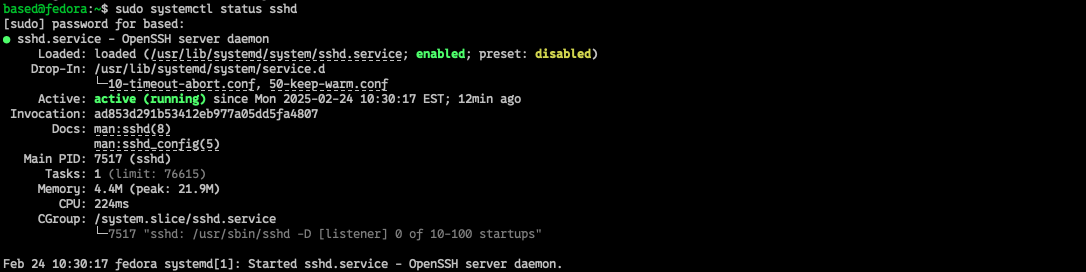 based@fedora:~$ sudo systemctl status sshd
[sudo] password for based:
● sshd.service - OpenSSH server daemon
     Loaded: loaded (/usr/lib/systemd/system/sshd.service; enabled; preset: disabled)
    Drop-In: /usr/lib/systemd/system/service.d
             └─10-timeout-abort.conf, 50-keep-warm.conf
     Active: active (running) since Mon 2025-02-24 10:30:17 EST; 12min ago
 Invocation: ad853d291b53412eb977a05dd5fa4807
       Docs: man:sshd(8)
             man:sshd_config(5)
   Main PID: 7517 (sshd)
      Tasks: 1 (limit: 76615)
     Memory: 4.4M (peak: 21.9M)
        CPU: 224ms
     CGroup: /system.slice/sshd.service
             └─7517 "sshd: /usr/sbin/sshd -D [listener] 0 of 10-100 startups"
Feb 24 10:30:17 fedora systemd[1]: Started sshd.service - OpenSSH server daemon.